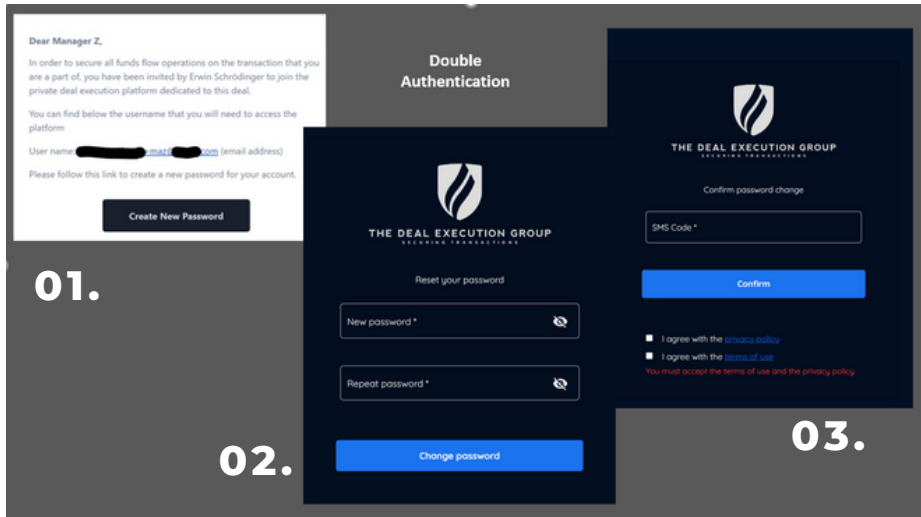 Dear Manager Z,
In order to secure all funds flow operations on the transaction that you
are a part of, you have been invited by Erwin Schrödinger to join the
private deal execution platform dedicated to this deal.
You can find below the username that you will need to access the
platform
User name: maz com (email address)
Please follow this link to create a new password for your account.
Create New Password
01.
Double
Authentication
THE DEAL EXECUTION GROUP
SECURING TRANSACTIONS
Reset your password
New password *
Repeat password *
Change password
02.
THE DEAL EXECUTION GROUP
SECURING TRANSACTIONS
Confirm password change
SMS Code *
Confirm
I agree with the privacy policy
I agree with the terms of use
You must accept the terms of use and the privacy policy
03.